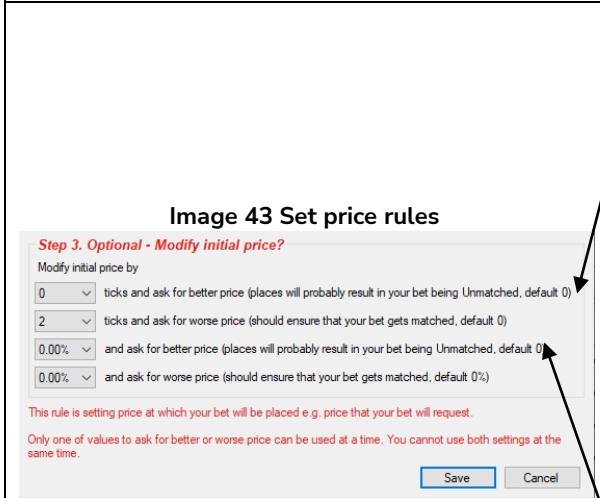 Image 43 Set price rules
Step 3. Optional - Modify initial price?
Modify initial price by
0 ticks and ask for better price (places will probably result in your bet being Unmatched, default 0)
2 ticks and ask for worse price (should ensure that your bet gets matched, default 0)
0.00% and ask for better price (places will probably result in your bet being Unmatched, default 0
0.00% and ask for worse price (should ensure that your bet gets matched, default 0%)
This rule is setting price at which your bet will be placed e.g. price that your bet will request.
Only one of values to ask for better or worse price can be used at a time. You cannot use both settings at the
same time.
Save Cancel